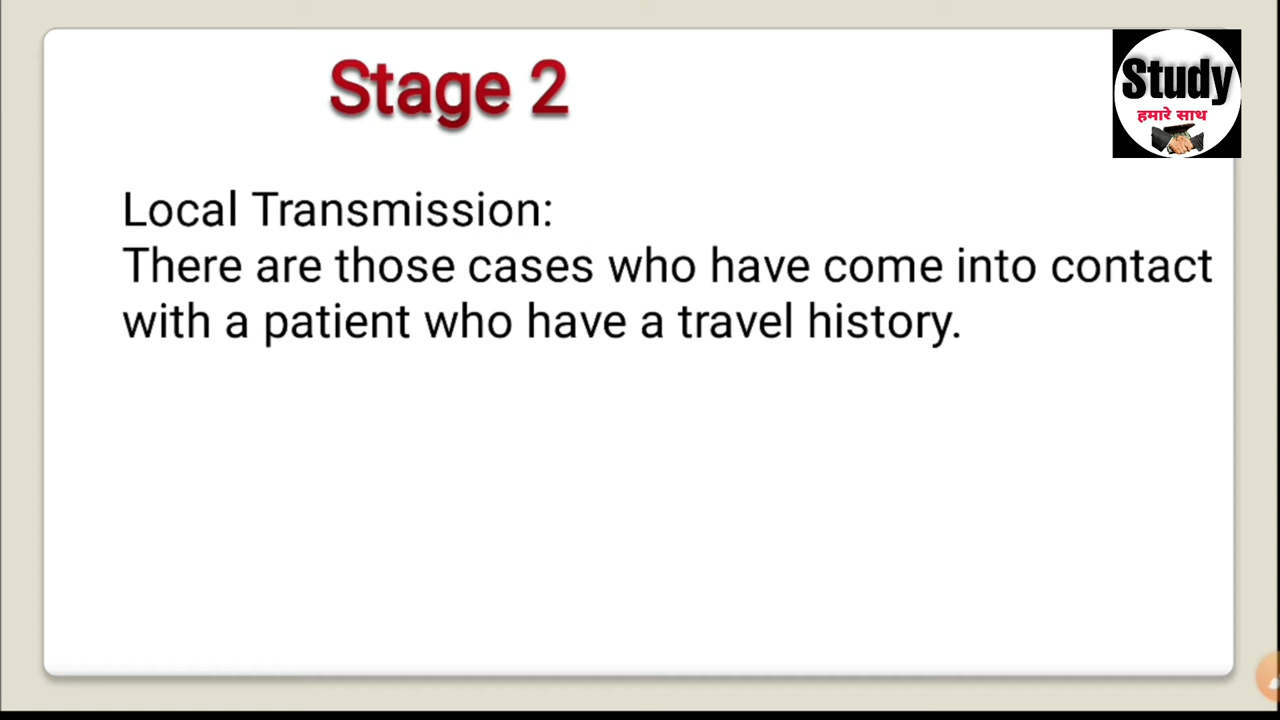 Stage 2
Study
हमारे साथ
Local Transmission:
There are those cases who have come into contact
with a patient who have a travel history.